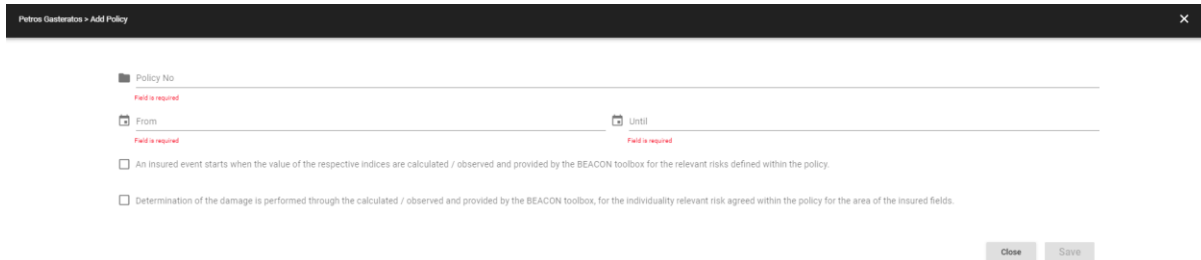 Petros Gasteratos > Add Policy
Policy No
Field is required
From
Until
Field is required
Field is required
An insured event starts when the value of the respective indices are calculated / observed and provided by the BEACON toolbox for the relevant risks defined within the policy.
Determination of the damage is performed through the calculated / observed and provided by the BEACON toolbox, for the individuality relevant risk agreed within the policy for the area of the insured fields.
Close
Save